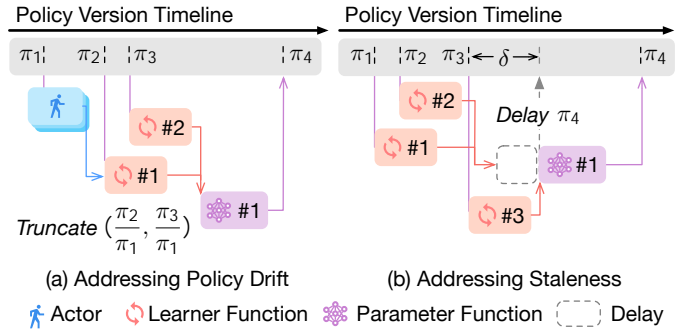 Policy Version Timeline
π1 π2 π3 π4
#2
#1
#1
Truncate (π2/π1, π3/π1)
(a) Addressing Policy Drift
Policy Version Timeline
π1 π2 π3 δ π4
#2
Delay π4
#1
#1
#3
(b) Addressing Staleness
Actor Learner Function Parameter Function Delay